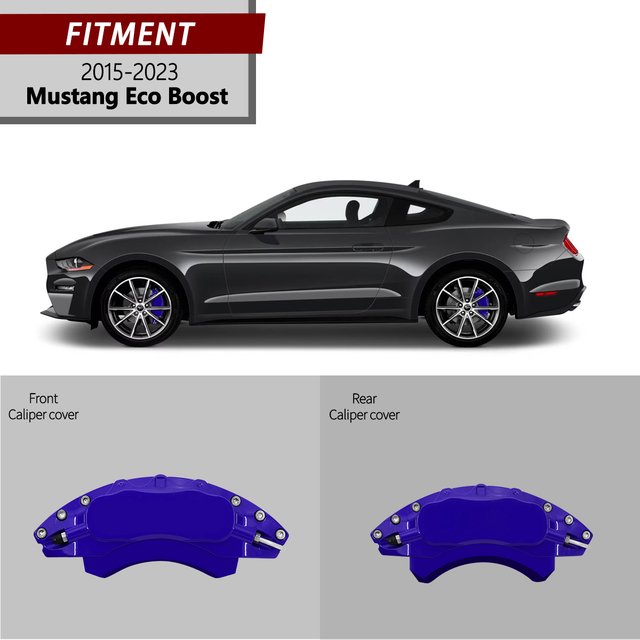 FITMENT
2015-2023
Mustang Eco Boost
Front
Caliper cover
Rear
Caliper cover